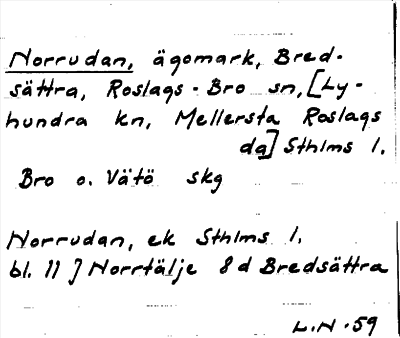 Norrudan, ägomark, Bred-
sättra, Roslags-Bro sn, [Ly-
hundra kn, Mellersta Roslags
da] Sthlms l.
Bro o. Vätö skg
Norrudan, ek Sthlms l.
bl. 11 ] Norrtälje 8 d Bredsättra
L.N.59